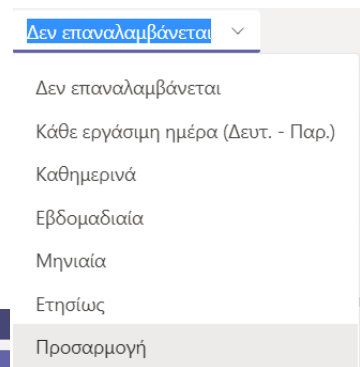 Δεν επαναλαμβάνεται
Δεν επαναλαμβάνεται
Κάθε εργάσιμη ημέρα (Δευτ. - Παρ.)
Καθημερινά
Εβδομαδιαία
Μηνιαία
Ετησίως
Προσαρμογή